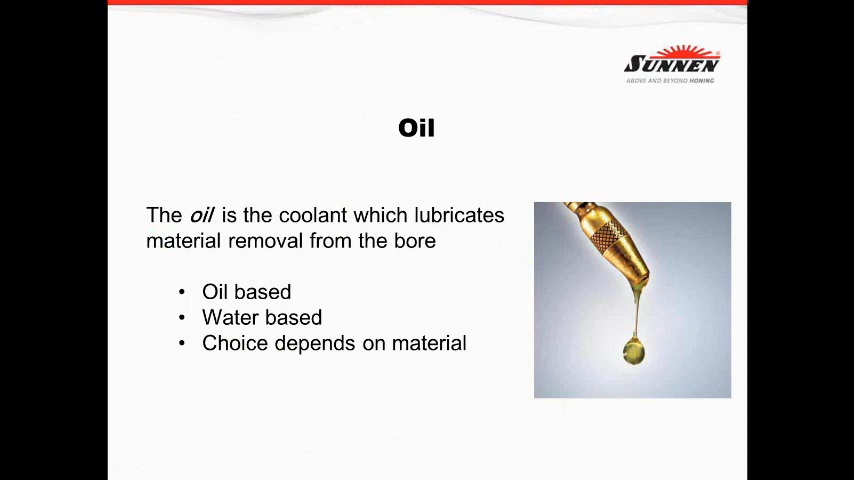 SUNNEN®
ABOVE AND BEYOND HONING
Oil
The oil is the coolant which lubricates
material removal from the bore
• Oil based
• Water based
• Choice depends on material